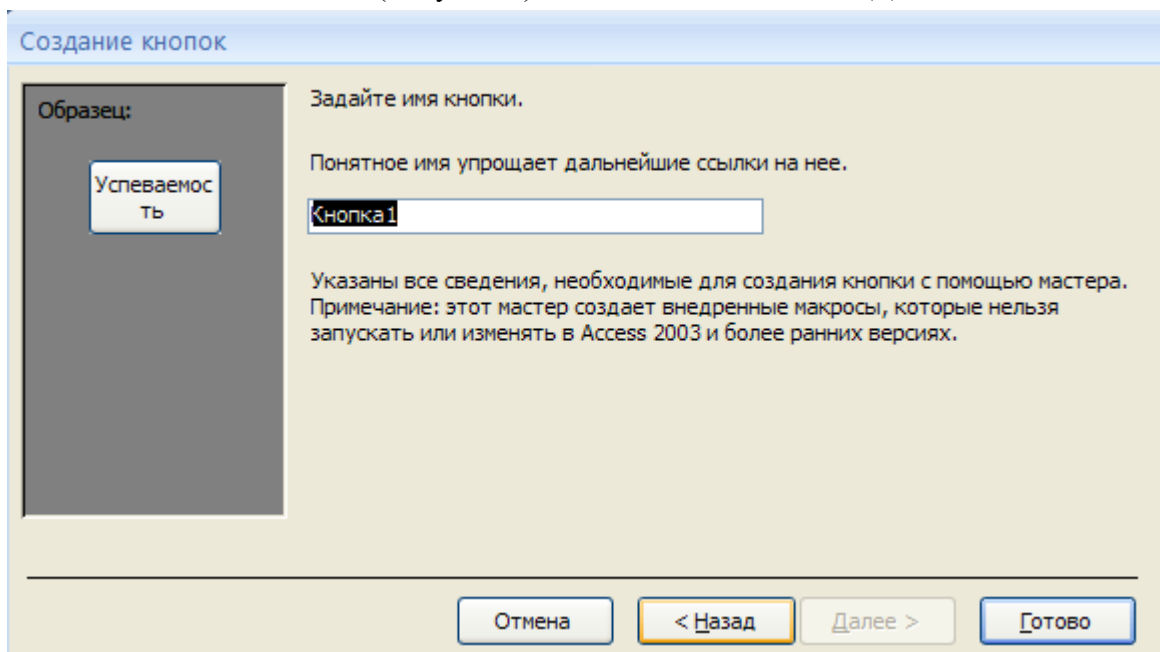 Создание кнопок
Образец:
Успеваемос
ть
Задайте имя кнопки.
Понятное имя упрощает дальнейшие ссылки на нее.
Кнопка1
Указаны все сведения, необходимые для создания кнопки с помощью мастера.
Примечание: этот мастер создает внедренные макросы, которые нельзя
запускать или изменять в Access 2003 и более ранних версиях.
Отмена
< Назад
Далее >
Готово